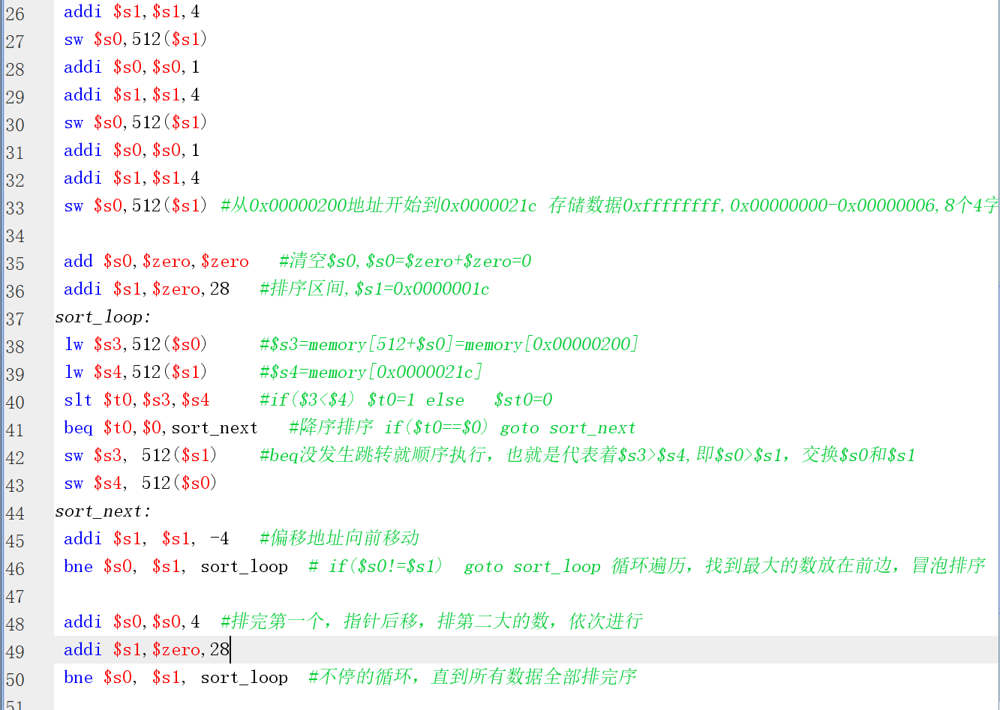 26 addi $s1,$s1,4
27 sw $s0,512($s1)
28 addi $s0,$s0,1
29 addi $s1,$s1,4
30 sw $s0,512($s1)
31 addi $s0,$s0,1
32 addi $s1,$s1,4
33 sw $s0,512($s1) #从0x00000200地址开始到0x0000021c 存储数据0xffffffff,0x00000000-0x00000006,8个4字
34
35 add $s0,$zero,$zero #清空$s0,$s0=$zero+$zero=0
36 addi $s1,$zero,28 #排序区间,$s1=0x0000001c
37 sort_loop:
38 lw $s3,512($s0) #$s3=memory[512+$s0]=memory[0x00000200]
39 lw $s4,512($s1) #$s4=memory[0x0000021c]
40 slt $t0,$s3,$s4 #if($3<$4) $t0=1 else $st0=0
41 beq $t0,$0,sort_next #降序排序 if($t0==$0) goto sort_next
42 sw $s3, 512($s1) #beq没发生跳转就顺序执行，也就是代表着$s3>$s4,即$s0>$s1，交换$s0和$s1
43 sw $s4, 512($s0)
44 sort_next:
45 addi $s1, $s1, -4 #偏移地址向前移动
46 bne $s0, $s1, sort_loop # if($s0!=$s1) goto sort_loop 循环遍历，找到最大的数放在前边，冒泡排序
47
48 addi $s0,$s0,4 #排完第一个，指针后移，排第二大的数，依次进行
49 addi $s1,$zero,28
50 bne $s0, $s1, sort_loop #不停的循环，直到所有数据全部排完序
51